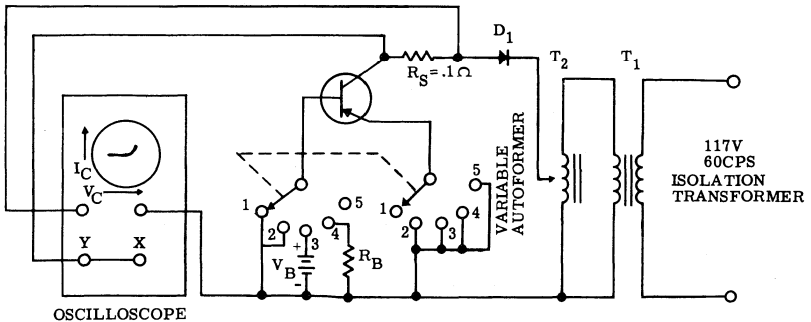 D1
T2
T1
RS = .1Ω
117V
60CPS
ISOLATION
TRANSFORMER
VARIABLE
AUTOFORMER
IC
VC
Y
X
1
2
3
4
5
+
VB
-
RB
1
2
3
4
5
OSCILLOSCOPE